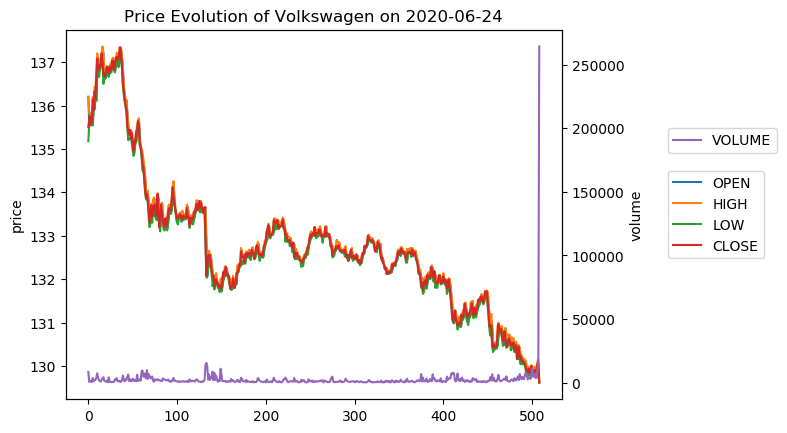 Price Evolution of Volkswagen on 2020-06-24
137
136
135
134
133
132
131
130
price
0
100
200
300
400
500
250000
200000
150000
100000
50000
0
volume
VOLUME
OPEN
HIGH
LOW
CLOSE